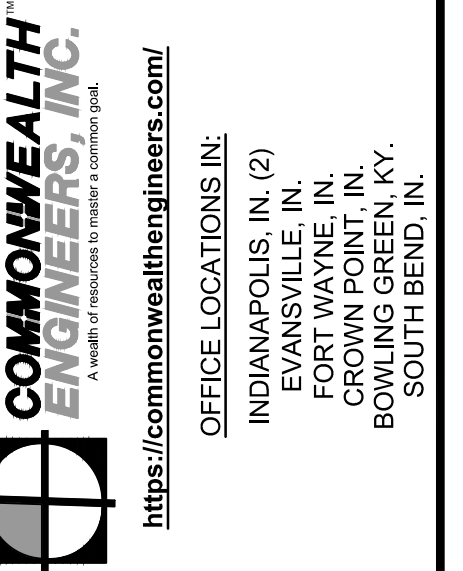 COMMONWEALTH™
ENGINEERS, INC.
A wealth of resources to master a common goal.
https://commonwealthengineers.com/
OFFICE LOCATIONS IN:
INDIANAPOLIS, IN. (2)
EVANSVILLE, IN.
FORT WAYNE, IN.
CROWN POINT, IN.
BOWLING GREEN, KY.
SOUTH BEND, IN.